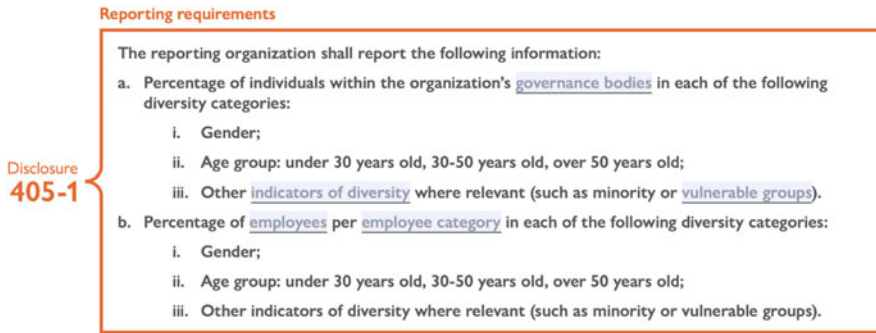 Reporting requirements
The reporting organization shall report the following information:
a. Percentage of individuals within the organization's governance bodies in each of the following
diversity categories:
i. Gender;
ii. Age group: under 30 years old, 30-50 years old, over 50 years old;
iii. Other indicators of diversity where relevant (such as minority or vulnerable groups).
b. Percentage of employees per employee category in each of the following diversity categories:
i. Gender;
ii. Age group: under 30 years old, 30-50 years old, over 50 years old;
iii. Other indicators of diversity where relevant (such as minority or vulnerable groups).
Disclosure
405-1